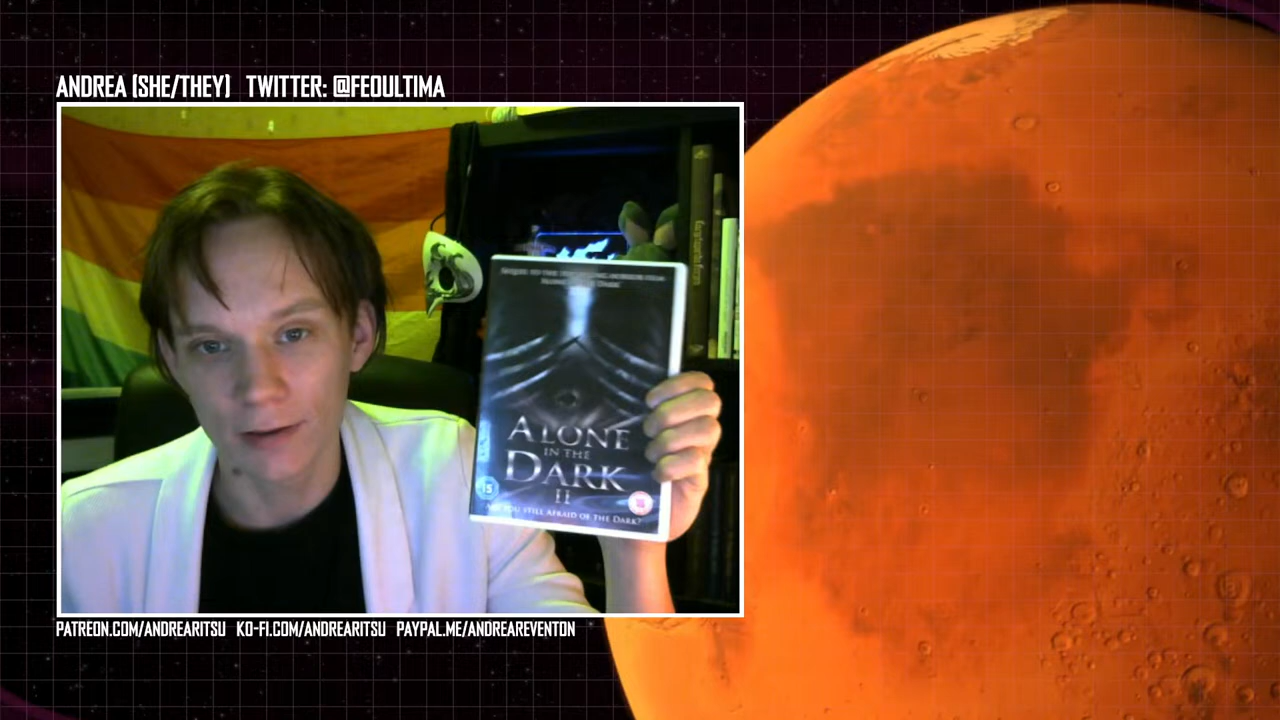 ANDREA (SHE/THEY) TWITTER: @FEOULTIMA
ALONE
IN THE
DARK
II
ARE YOU STILL AFRAID OF THE DARK?
15
PATREON.COM/ANDREARITSU KO-FI.COM/ANDREARITSU PAYPAL.ME/ANDREAREVENTON